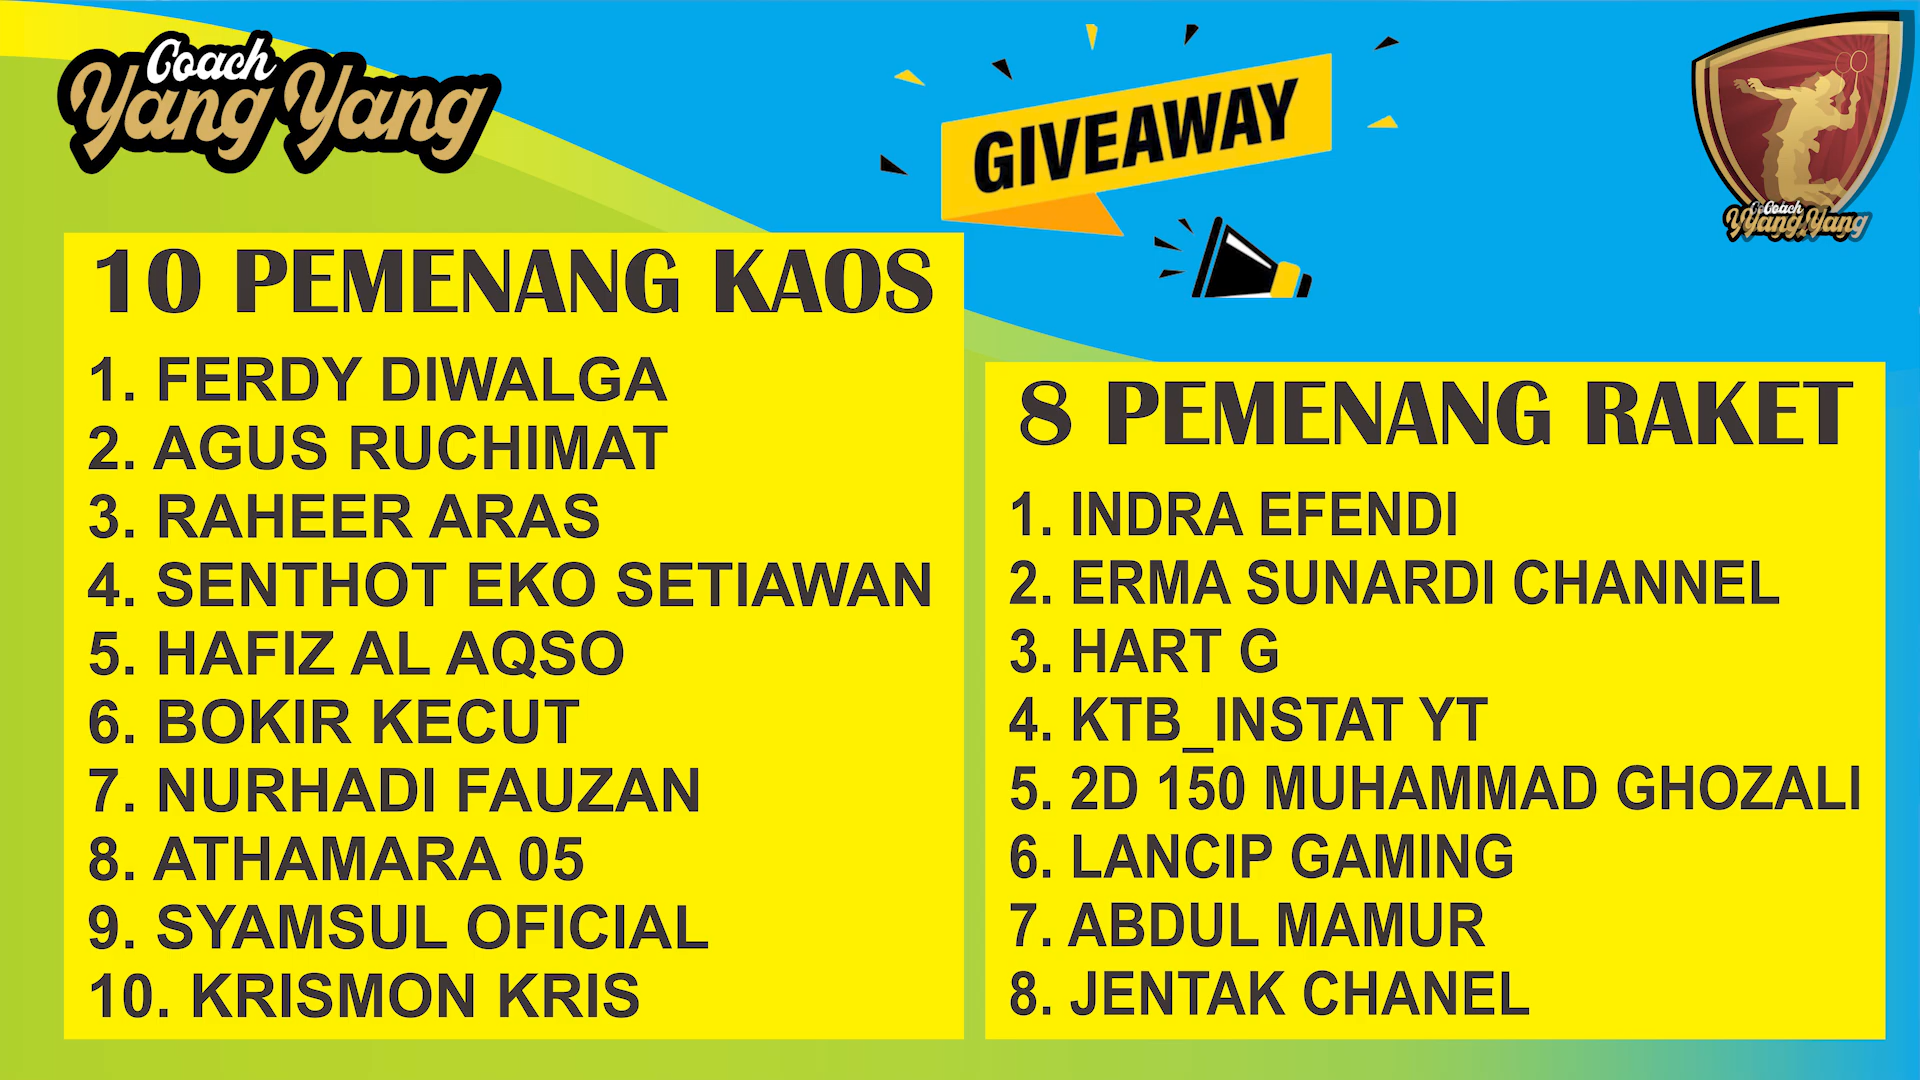 Coach
Yang Yang
GIVEAWAY
Coach
Yang Yang
10 PEMENANG KAOS
1. FERDY DIWALGA
2. AGUS RUCHIMAT
3. RAHEER ARAS
4. SENTHOT EKO SETIAWAN
5. HAFIZ AL AQSO
6. BOKIR KECUT
7. NURHADI FAUZAN
8. ATHAMARA 05
9. SYAMSUL OFICIAL
10. KRISMON KRIS
8 PEMENANG RAKET
1. INDRA EFENDI
2. ERMA SUNARDI CHANNEL
3. HART G
4. KTB_INSTAT YT
5. 2D 150 MUHAMMAD GHOZALI
6. LANCIP GAMING
7. ABDUL MAMUR
8. JENTAK CHANEL